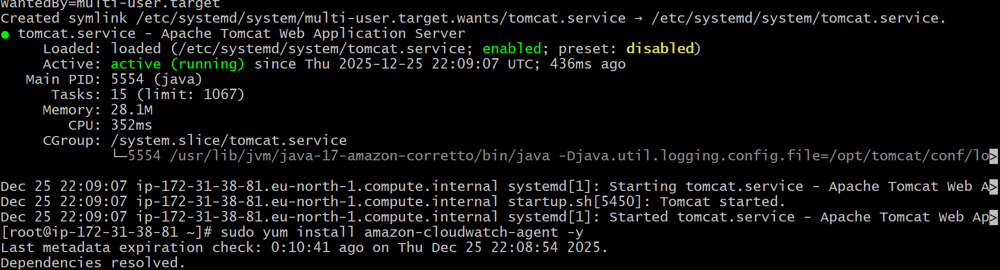 WantedBy=multi-user.target
Created symlink /etc/systemd/system/multi-user.target.wants/tomcat.service → /etc/systemd/system/tomcat.service.
● tomcat.service - Apache Tomcat Web Application Server
     Loaded: loaded (/etc/systemd/system/tomcat.service; enabled; preset: disabled)
     Active: active (running) since Thu 2025-12-25 22:09:07 UTC; 436ms ago
   Main PID: 5554 (java)
      Tasks: 15 (limit: 1067)
     Memory: 28.1M
        CPU: 352ms
     CGroup: /system.slice/tomcat.service
             └─5554 /usr/lib/jvm/java-17-amazon-corretto/bin/java -Djava.util.logging.config.file=/opt/tomcat/conf/lo>
Dec 25 22:09:07 ip-172-31-38-81.eu-north-1.compute.internal systemd[1]: Starting tomcat.service - Apache Tomcat Web A>
Dec 25 22:09:07 ip-172-31-38-81.eu-north-1.compute.internal startup.sh[5450]: Tomcat started.
Dec 25 22:09:07 ip-172-31-38-81.eu-north-1.compute.internal systemd[1]: Started tomcat.service - Apache Tomcat Web Ap>
[root@ip-172-31-38-81 ~]# sudo yum install amazon-cloudwatch-agent -y
Last metadata expiration check: 0:10:41 ago on Thu Dec 25 22:08:54 2025.
Dependencies resolved.